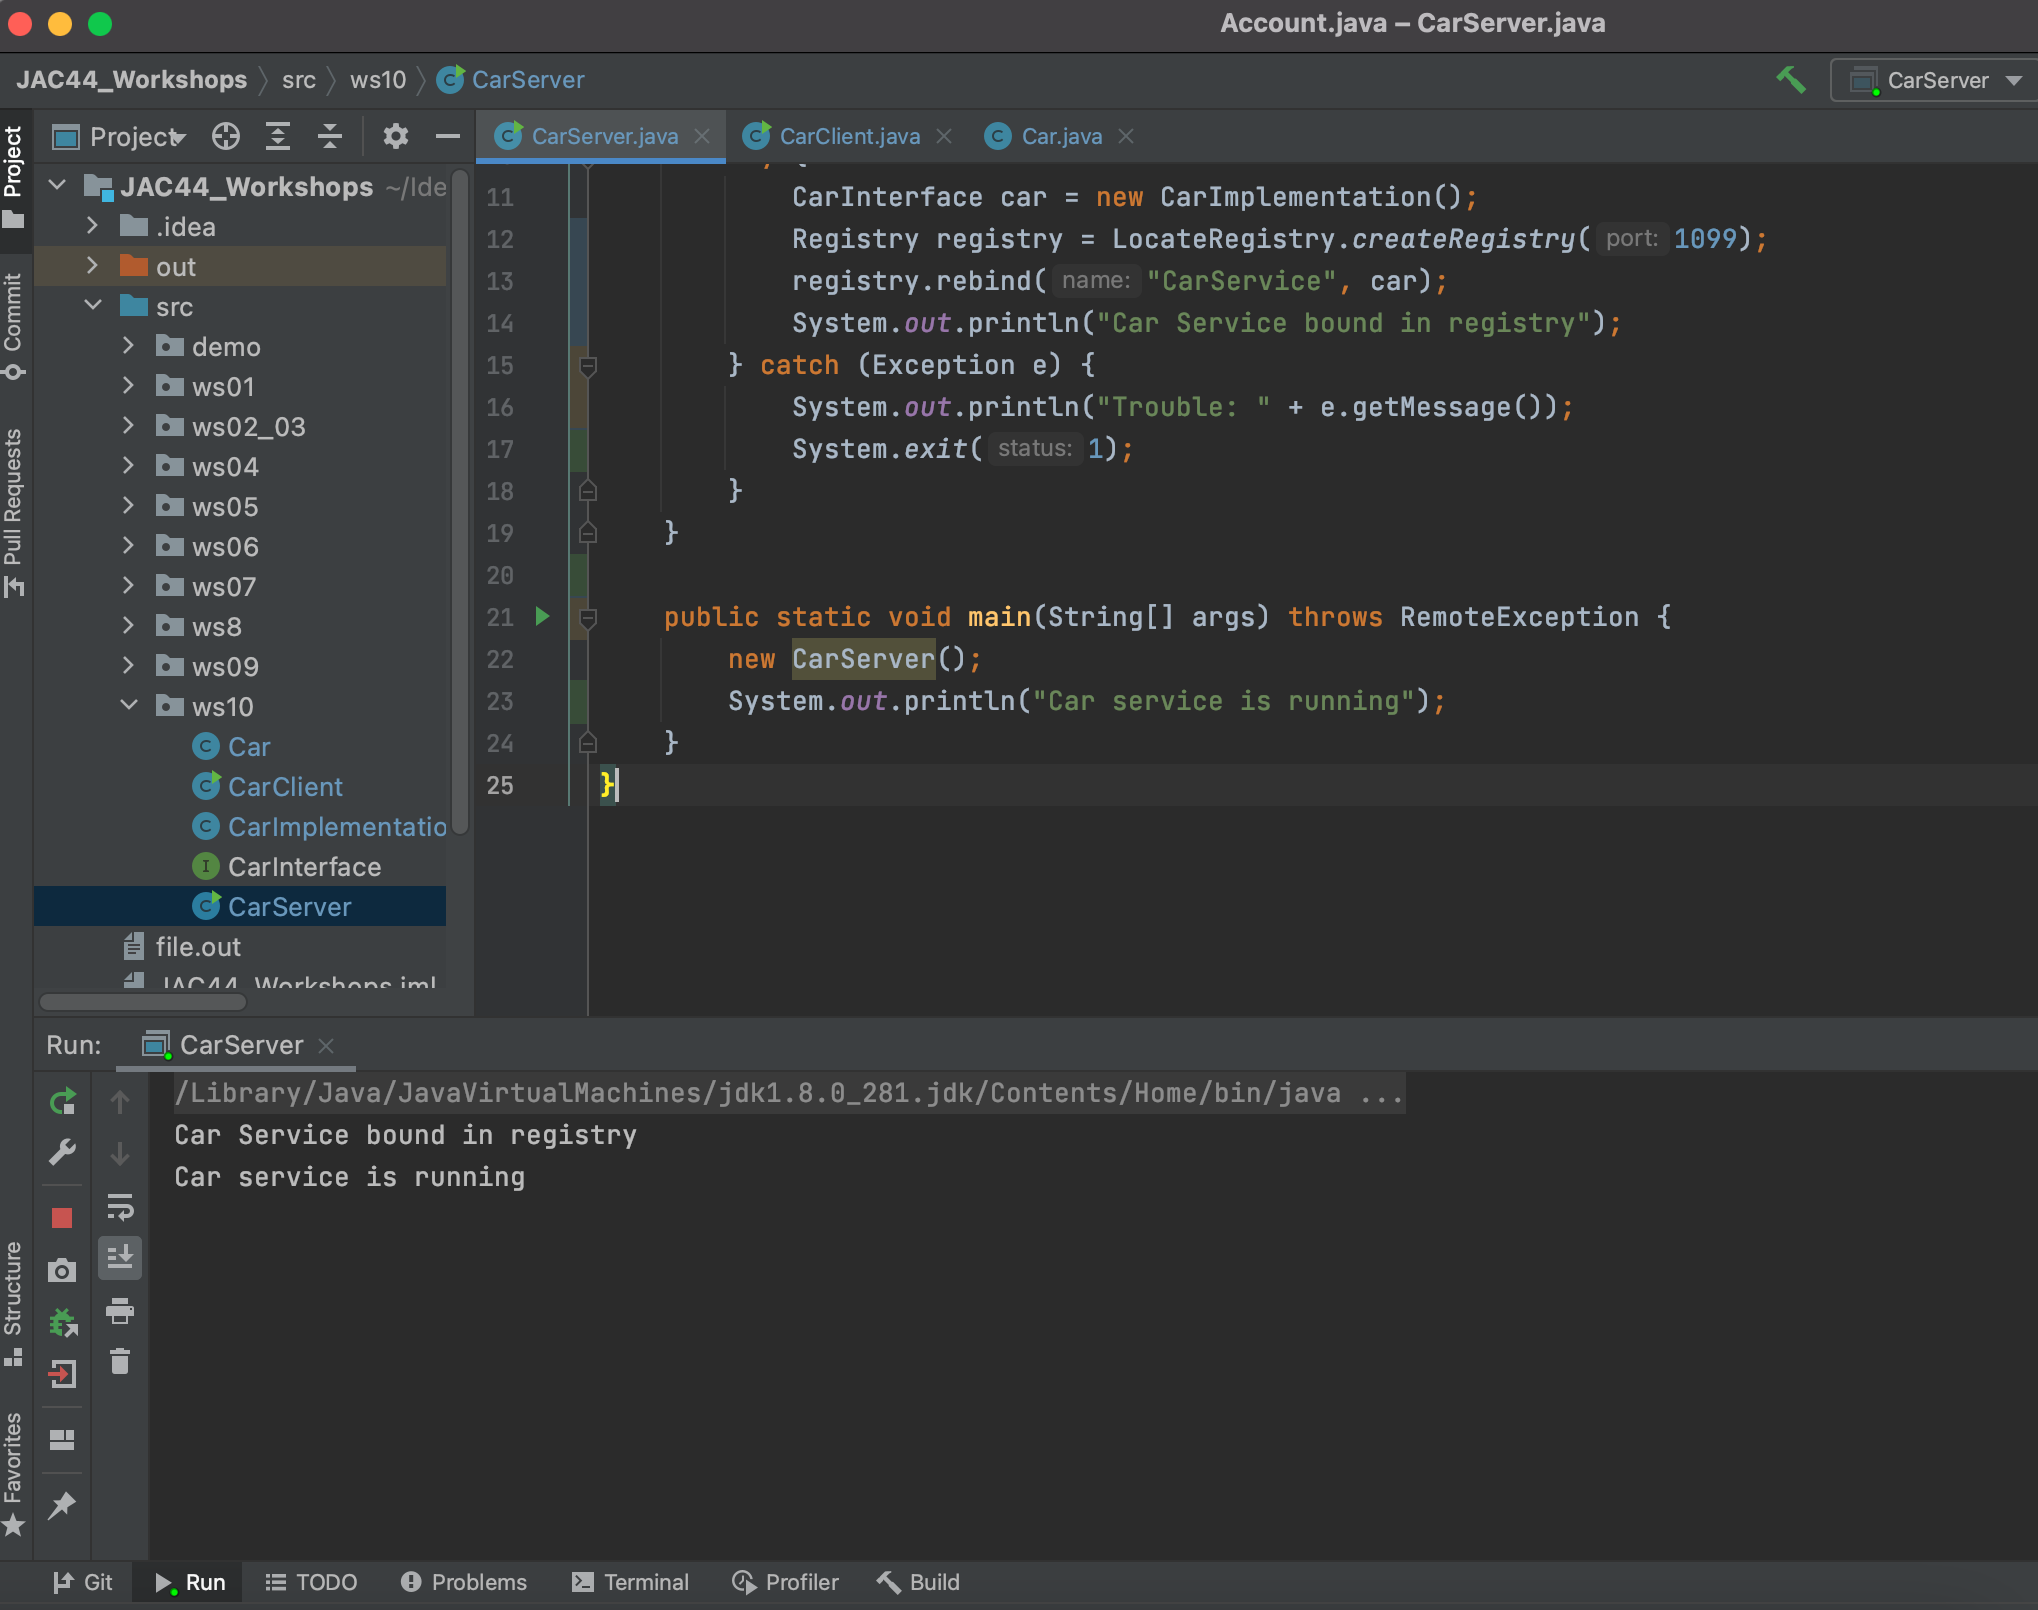 Account.java – CarServer.java
JAC44_Workshops src ws10 CarServer
CarServer
Project
CarServer.java CarClient.java Car.java
Project
Commit
Pull Requests
Structure
Favorites
JAC44_Workshops ~/Ide
.idea
out
src
demo
ws01
ws02_03
ws04
ws05
ws06
ws07
ws8
ws09
ws10
Car
CarClient
CarImplementatio
CarInterface
CarServer
file.out
JAC44_Workshops.iml
11 CarInterface car = new CarImplementation();
12 Registry registry = LocateRegistry.createRegistry( port: 1099);
13 registry.rebind( name: "CarService", car);
14 System.out.println("Car Service bound in registry");
15 } catch (Exception e) {
16 System.out.println("Trouble: " + e.getMessage());
17 System.exit( status: 1);
18 }
19 }
20
21 public static void main(String[] args) throws RemoteException {
22 new CarServer();
23 System.out.println("Car service is running");
24 }
25 }
Run: CarServer
/Library/Java/JavaVirtualMachines/jdk1.8.0_281.jdk/Contents/Home/bin/java ...
Car Service bound in registry
Car service is running
Git Run TODO Problems Terminal Profiler Build